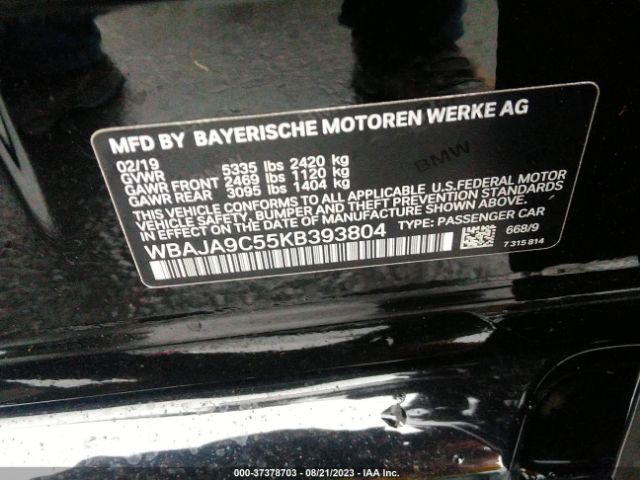 MFD BY BAYERISCHE MOTOREN WERKE AG
02/19
GVWR 5335 lbs 2420 kg
GAWR FRONT 2469 lbs 1120 kg
GAWR REAR 3095 lbs 1404 kg
BMW
THIS VEHICLE CONFORMS TO ALL APPLICABLE U.S.FEDERAL MOTOR
VEHICLE SAFETY, BUMPER, AND THEFT PREVENTION STANDARDS
IN EFFECT ON THE DATE OF MANUFACTURE SHOWN ABOVE.
WBAJA9C55KB393804 TYPE: PASSENGER CAR
668/9
7 315 814
000-37378703 - 08/21/2023 - IAA Inc.